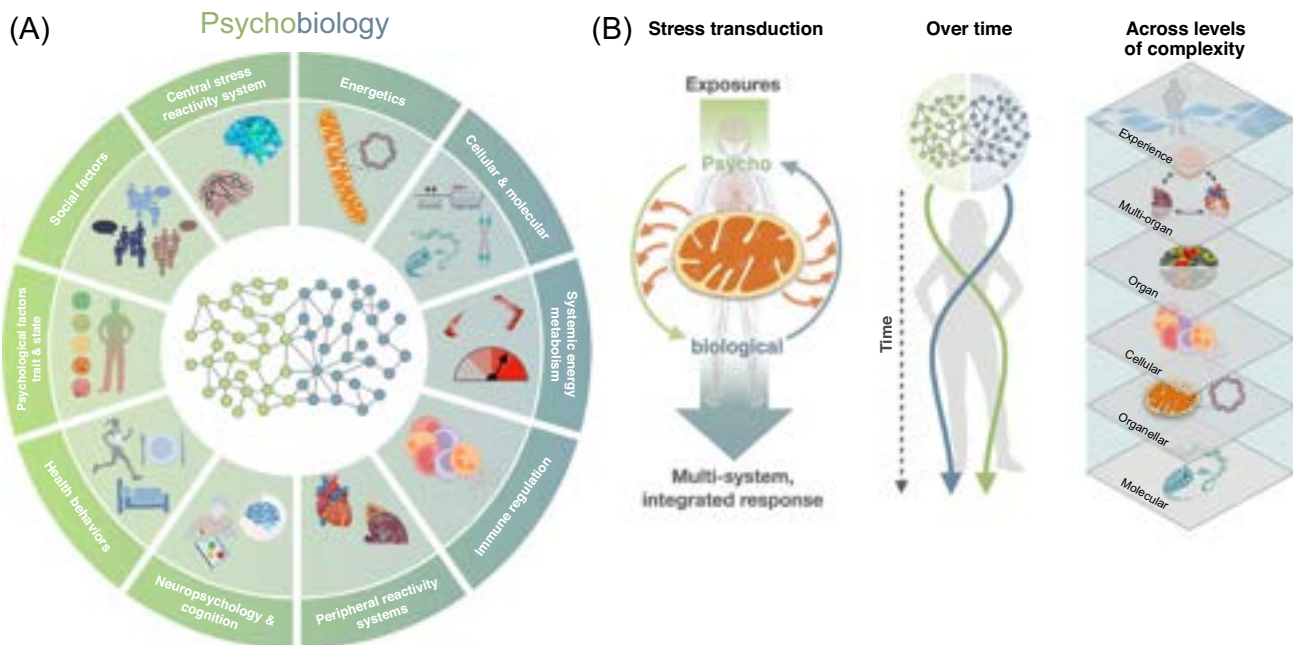 (A)
Psychobiology
Central stress
reactivity system
Energetics
Cellular & molecular
Systemic energy
metabolism
Immune regulation
Peripheral reactivity
systems
Neuropsychology &
cognition
Health behaviors
Psychological factors
trait & state
Social factors
(B)
Stress transduction
Exposures
Psycho
biological
Multi-system,
integrated response
Over time
Time
Across levels
of complexity
Experience
Multi-organ
Organ
Cellular
Organellar
Molecular